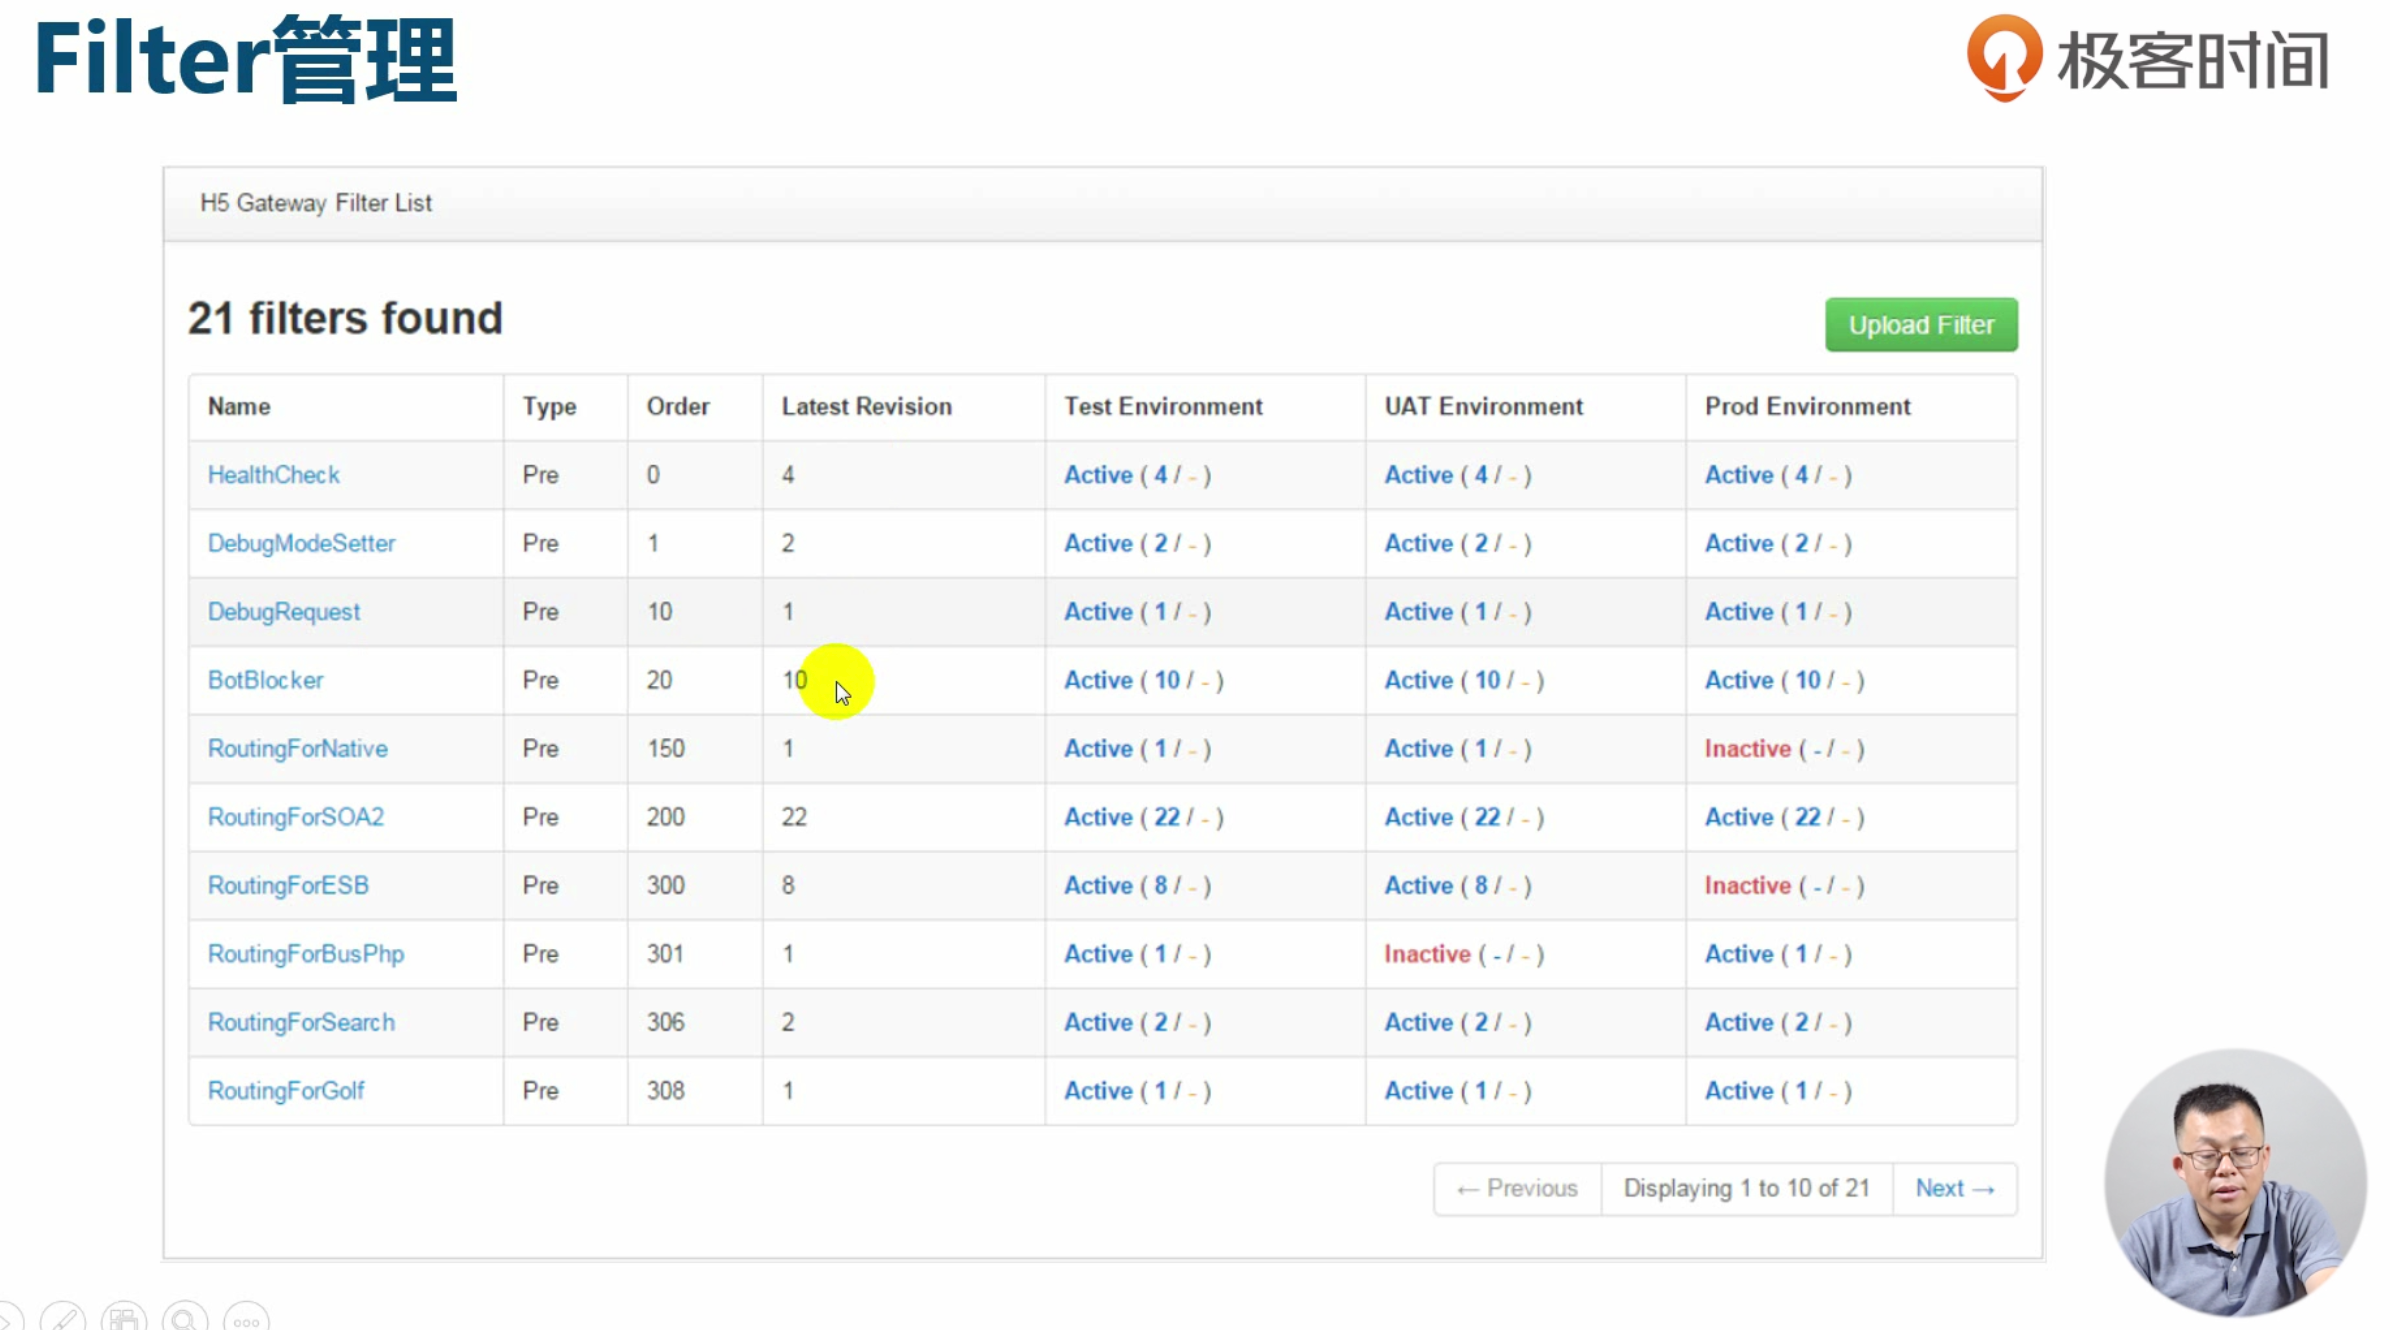 Filter管理
极客时间
H5 Gateway Filter List
21 filters found
Upload Filter
Name Type Order Latest Revision Test Environment UAT Environment Prod Environment
HealthCheck Pre 0 4 Active ( 4 / - ) Active ( 4 / - ) Active ( 4 / - )
DebugModeSetter Pre 1 2 Active ( 2 / - ) Active ( 2 / - ) Active ( 2 / - )
DebugRequest Pre 10 1 Active ( 1 / - ) Active ( 1 / - ) Active ( 1 / - )
BotBlocker Pre 20 10 Active ( 10 / - ) Active ( 10 / - ) Active ( 10 / - )
RoutingForNative Pre 150 1 Active ( 1 / - ) Active ( 1 / - ) Inactive ( - / - )
RoutingForSOA2 Pre 200 22 Active ( 22 / - ) Active ( 22 / - ) Active ( 22 / - )
RoutingForESB Pre 300 8 Active ( 8 / - ) Active ( 8 / - ) Inactive ( - / - )
RoutingForBusPhp Pre 301 1 Active ( 1 / - ) Inactive ( - / - ) Active ( 1 / - )
RoutingForSearch Pre 306 2 Active ( 2 / - ) Active ( 2 / - ) Active ( 2 / - )
RoutingForGolf Pre 308 1 Active ( 1 / - ) Active ( 1 / - ) Active ( 1 / - )
← Previous Displaying 1 to 10 of 21 Next →